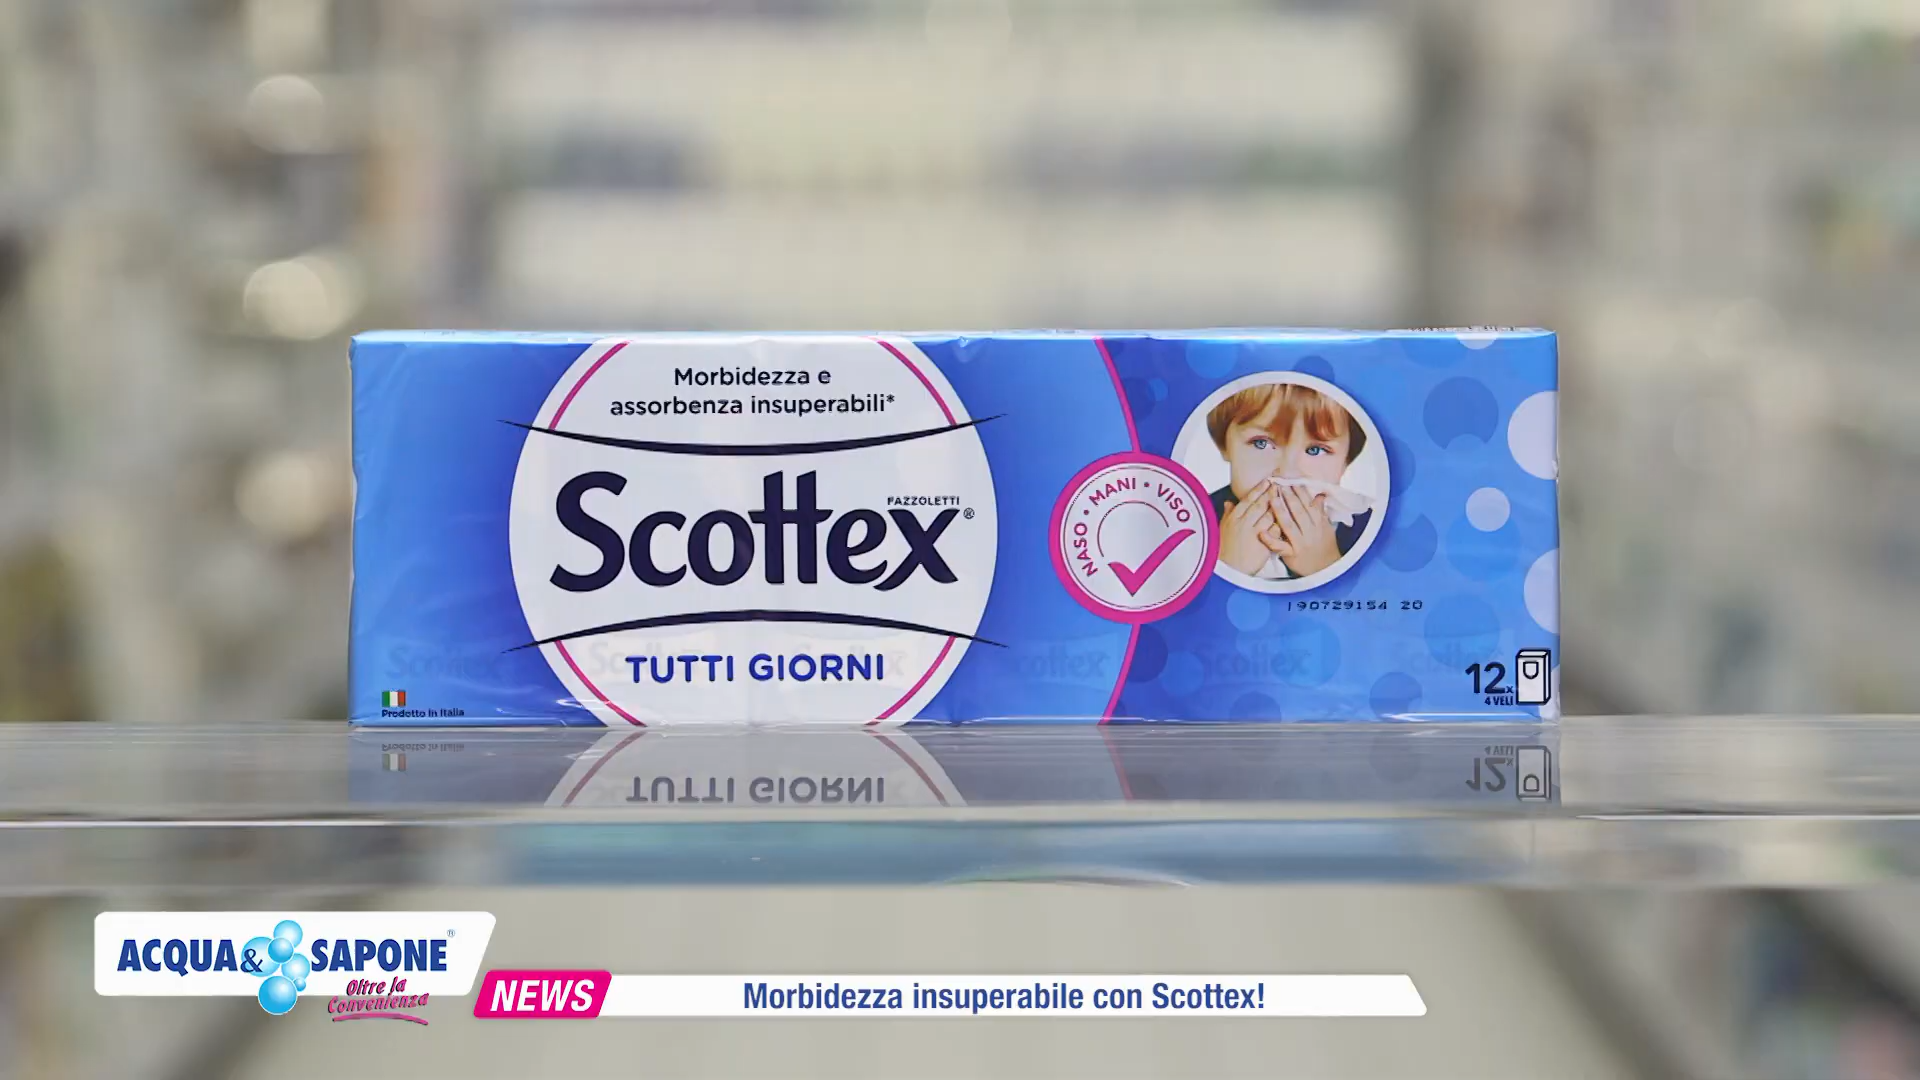 Morbidezza e
assorbenza insuperabili*
FAZZOLETTI
Scottex®
NASO • MANI • VISO
190729154 20
TUTTI GIORNI
12x
4 VELI
Prodotto in Italia
ACQUA & SAPONE®
Oltre la
Convenienza
NEWS
Morbidezza insuperabile con Scottex!